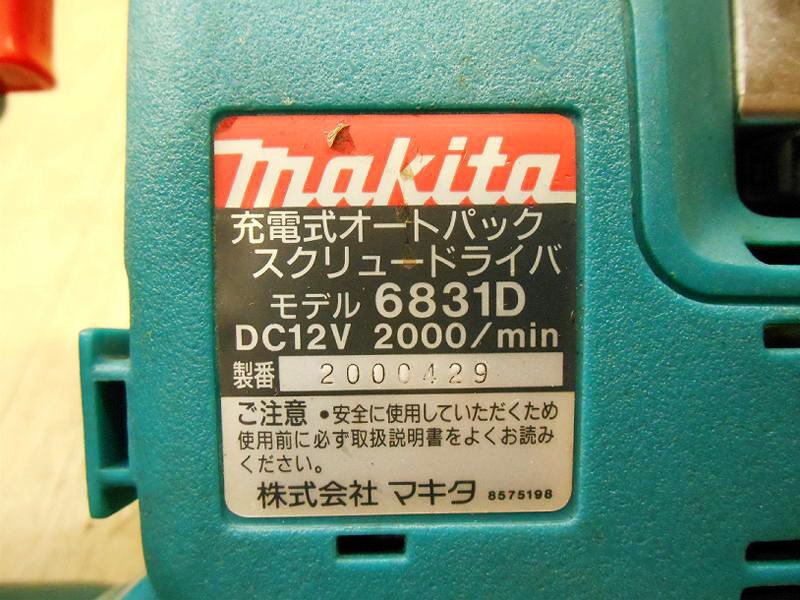 makita
充電式オートパック
スクリュードライバ
モデル 6831D
DC12V 2000/min
製番 2000429
ご注意 •安全に使用していただくため
使用前に必ず取扱説明書をよくお読み
ください。
株式会社 マキタ 8575198